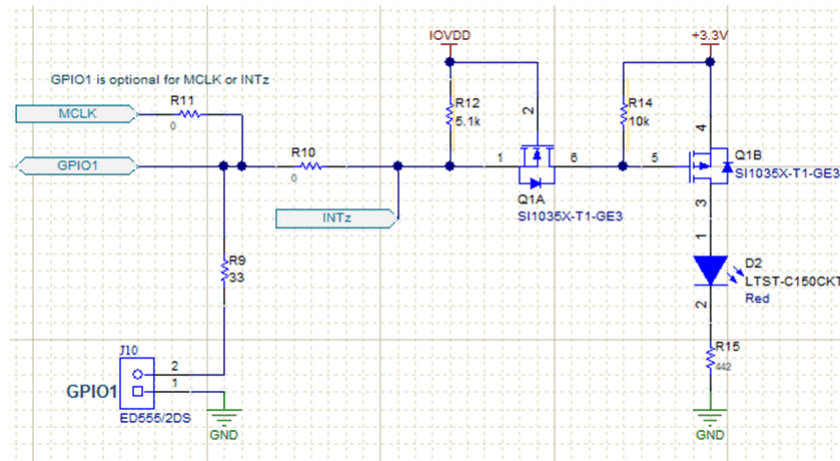 IOVDD
+3.3V
GPIO1 is optional for MCLK or INTz
MCLK
R11
0
R12
5.1k
2
R14
10k
4
GPIO1
R10
0
1
6
5
Q1B
SI1035X-T1-GE3
Q1A
SI1035X-T1-GE3
INTz
3
R9
33
1
D2
LTST-C150CKT
Red
2
J10
2
1
GPIO1
ED555/2DS
GND
R15
442
GND